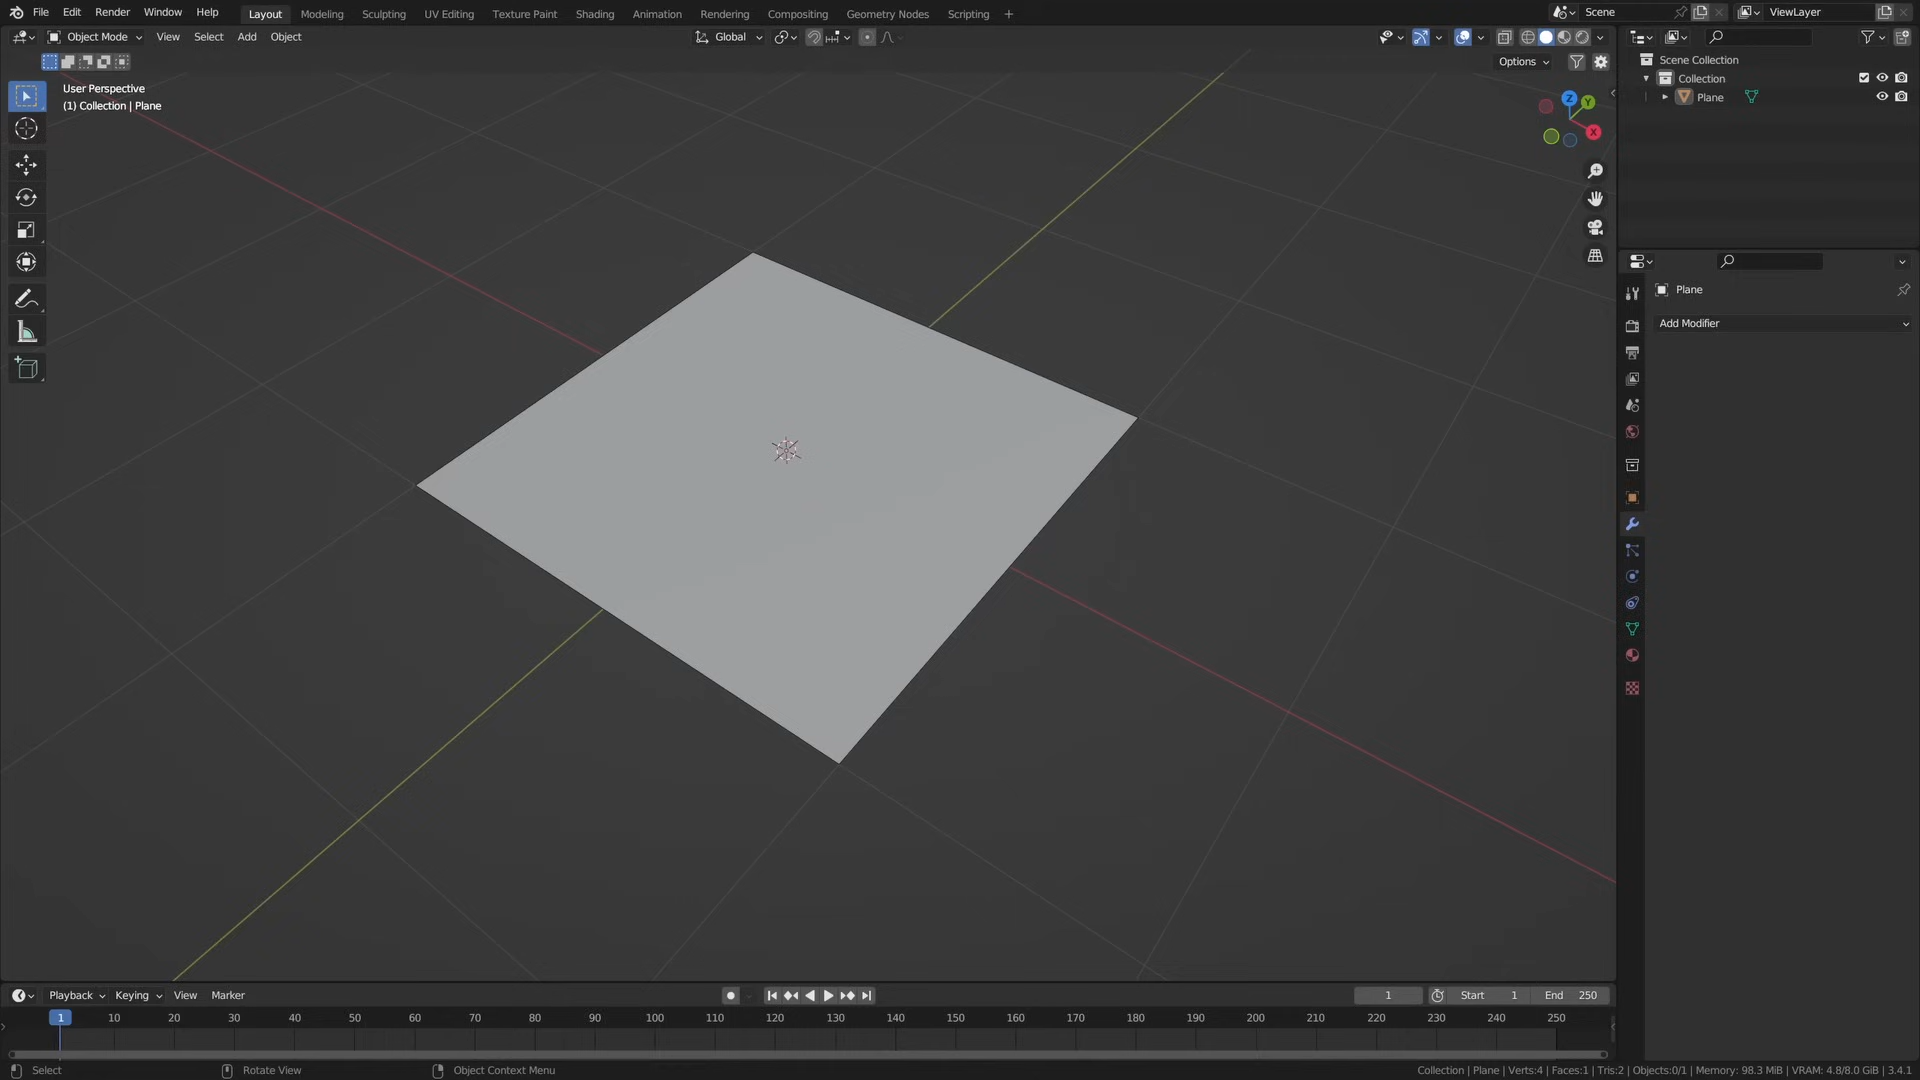 File Edit Render Window Help Layout Modeling Sculpting UV Editing Texture Paint Shading Animation Rendering Compositing Geometry Nodes Scripting + Scene ViewLayer
Object Mode View Select Add Object Global
Options
User Perspective
(1) Collection | Plane
Z
Y
X
Scene Collection
Collection
Plane
Plane
Add Modifier
Playback Keying View Marker 1 Start 1 End 250
1 10 20 30 40 50 60 70 80 90 100 110 120 130 140 150 160 170 180 190 200 210 220 230 240 250
Select Rotate View Object Context Menu Collection | Plane | Verts:4 | Faces:1 | Tris:2 | Objects:0/1 | Memory: 98.3 MiB | VRAM: 4.8/8.0 GiB | 3.4.1